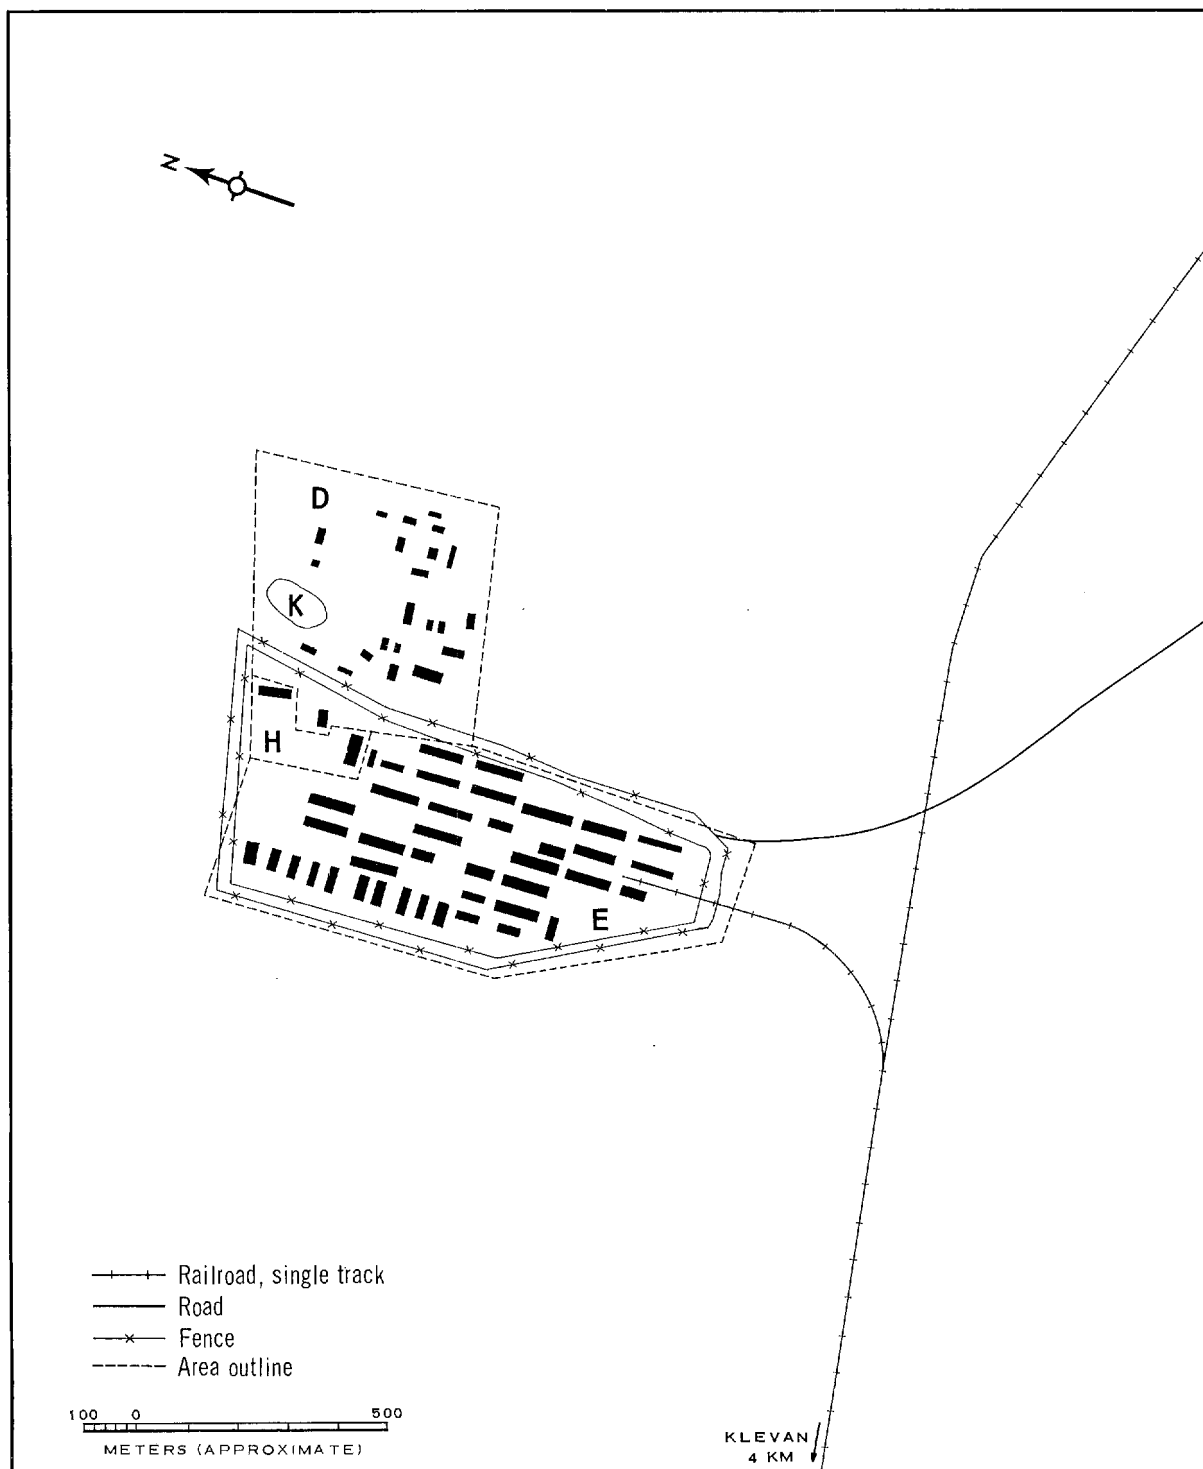 N
D
K
H
E
Railroad, single track
Road
Fence
Area outline
100 0 500
METERS (APPROXIMATE)
KLEVAN
4 KM